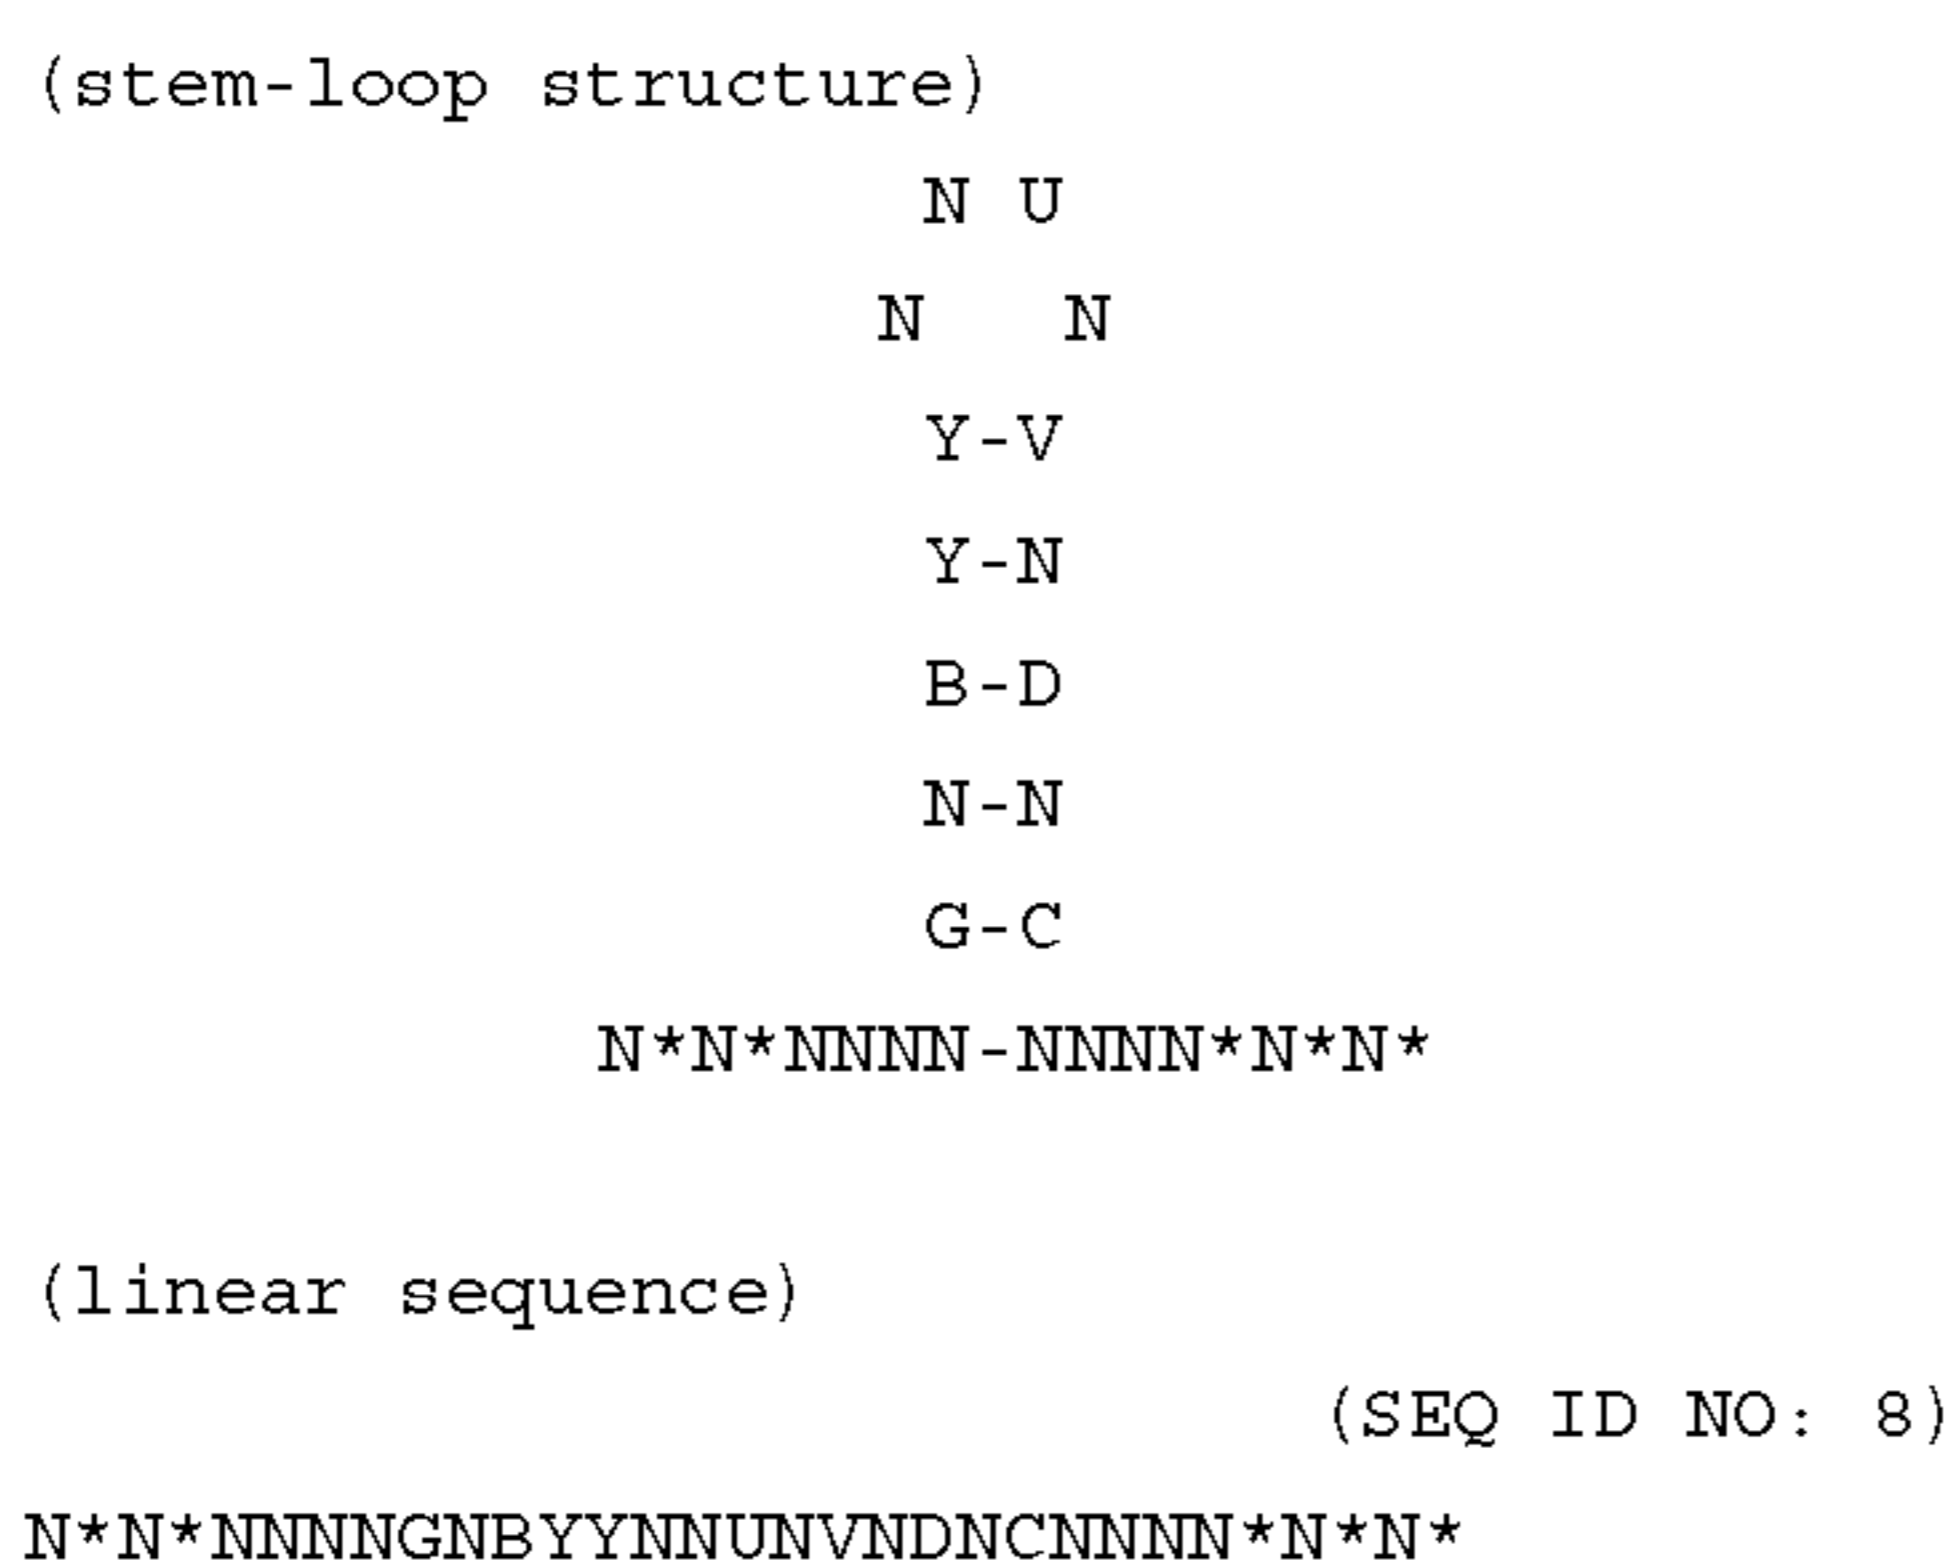 (stem-loop structure)
N U
N N
Y-V
Y-N
B-D
N-N
G-C
N*N*NNNN-NNNN*N*N*
(linear sequence)
(SEQ ID NO: 8)
N*N*NNNNGNBYYNNUNVNDNCNNNN*N*N*